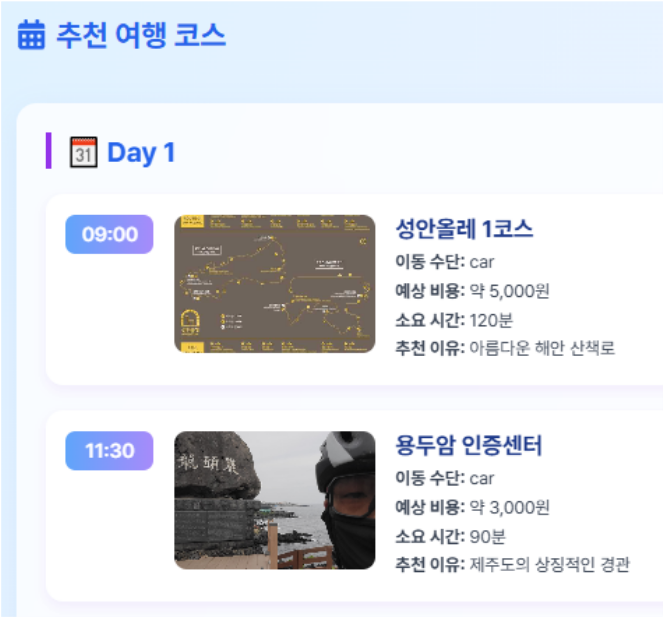 추천 여행 코스
31 Day 1
09:00
성안올레 1코스
이동 수단: car
예상 비용: 약 5,000원
소요 시간: 120분
추천 이유: 아름다운 해안 산책로
11:30
龍頭巖
용두암 인증센터
이동 수단: car
예상 비용: 약 3,000원
소요 시간: 90분
추천 이유: 제주도의 상징적인 경관